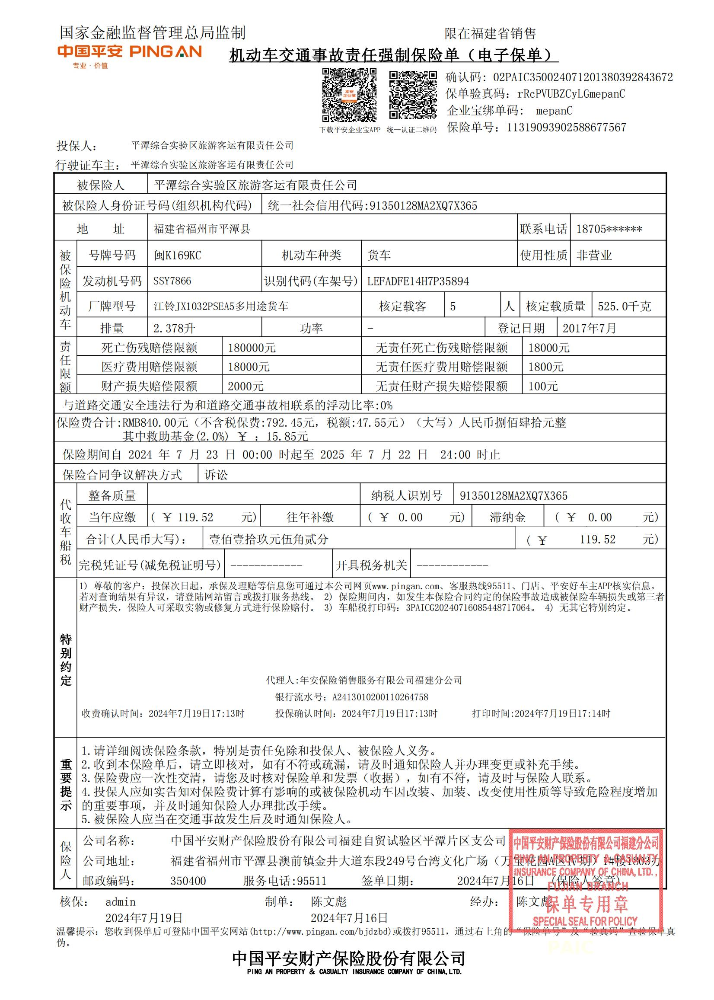 国家金融监督管理总局监制
限在福建省销售
中国平安 PINGAN
专业·价值
机动车交通事故责任强制保险单（电子保单）
平安
企业宝
下载平安企业宝APP 统一认证二维码
确认码: 02PAIC350024071201380392843672
保单验真码: rRcPVUBZCyLGmepanC
企业宝绑单码: mepanC
保险单号: 11319093902588677567
投保人: 平潭综合实验区旅游客运有限责任公司
行驶证车主: 平潭综合实验区旅游客运有限责任公司
被保险人 平潭综合实验区旅游客运有限责任公司
被保险人身份证号码(组织机构代码) 统一社会信用代码:91350128MA2XQ7X365
地 址 福建省福州市平潭县 联系电话 18705******
被保险机动车
号牌号码 闽K169KC 机动车种类 货车 使用性质 非营业
发动机号码 SSY7866 识别代码(车架号) LEFADFE14H7P35894
厂牌型号 江铃JX1032PSEA5多用途货车 核定载客 5 人 核定载质量 525.0千克
排量 2.378升 功率 - 登记日期 2017年7月
责任限额
死亡伤残赔偿限额 180000元 无责任死亡伤残赔偿限额 18000元
医疗费用赔偿限额 18000元 无责任医疗费用赔偿限额 1800元
财产损失赔偿限额 2000元 无责任财产损失赔偿限额 100元
与道路交通安全违法行为和道路交通事故相联系的浮动比率:0%
保险费合计:RMB840.00元（不含税保费:792.45元，税额:47.55元）（大写）人民币捌佰肆拾元整
其中救助基金(2.0%) ￥ : 15.85元
保险期间自 2024 年 7 月 23 日 00:00 时起至 2025 年 7 月 22 日 24:00 时止
保险合同争议解决方式 诉讼
代收车船税
整备质量 纳税人识别号 91350128MA2XQ7X365
当年应缴 (￥ 119.52 元) 往年补缴 (￥ 0.00 元) 滞纳金 (￥ 0.00 元)
合计(人民币大写): 壹佰壹拾玖元伍角贰分 (￥ 119.52 元)
完税凭证号(减免税证明号) ------------ 开具税务机关 ------------
特别约定
1) 尊敬的客户: 投保次日起，承保及理赔等信息您可通过本公司网页www.pingan.com、客服热线95511、门店、平安好车主APP核实信息。
若对查询结果有异议，请登陆网站留言或拨打服务热线。 2) 保险期间内，如发生本保险合同约定的保险事故造成被保险车辆损失或第三者
财产损失，保险人可采取实物或修复方式进行保险赔付。 3) 车船税打印码: 3PAICG20240716085448717064。 4) 无其它特别约定。
代理人:年安保险销售服务有限公司福建分公司
银行流水号: A2413010200110264758
收费确认时间: 2024年7月19日17:13时 投保确认时间: 2024年7月19日17:13时 打印时间:2024年7月19日17:14时
重要提示
1.请详细阅读保险条款，特别是责任免除和投保人、被保险人义务。
2.收到本保险单后，请立即核对，如有不符或疏漏，请及时通知保险人并办理变更或补充手续。
3.保险费应一次性交清，请您及时核对保险单和发票（收据），如有不符，请及时与保险人联系。
4.投保人应如实告知对保险费计算有影响的或被保险机动车因改装、加装、改变使用性质等导致危险程度增加
的重要事项，并及时通知保险人办理批改手续。
5.被保险人应当在交通事故发生后及时通知保险人。
保险人
公司名称: 中国平安财产保险股份有限公司福建自贸试验区平潭片区支公司
公司地址: 福建省福州市平潭县澳前镇金井大道东段249号台湾文化广场（万宝花园A区Ⅳ期）1#楼1803办
邮政编码: 350400 服务电话:95511 签单日期: 2024年7月16日 (保险人签章)
中国平安财产保险股份有限公司福建分公司
PING AN PROPERTY & CASUALTY
INSURANCE COMPANY OF CHINA, LTD.,
FUJIAN BRANCH
保单专用章
SPECIAL SEAL FOR POLICY
核保: admin 制单: 陈文彪 经办: 陈文彪
2024年7月19日 2024年7月16日
温馨提示: 您收到保单后可登陆中国平安网站(http://www.pingan.com/bjdzbd)或拨打95511，通过右上角的“保险单号”及“验真码”查验保单真
伪。
PAIC
中国平安财产保险股份有限公司
PING AN PROPERTY & CASUALTY INSURANCE COMPANY OF CHINA,LTD.